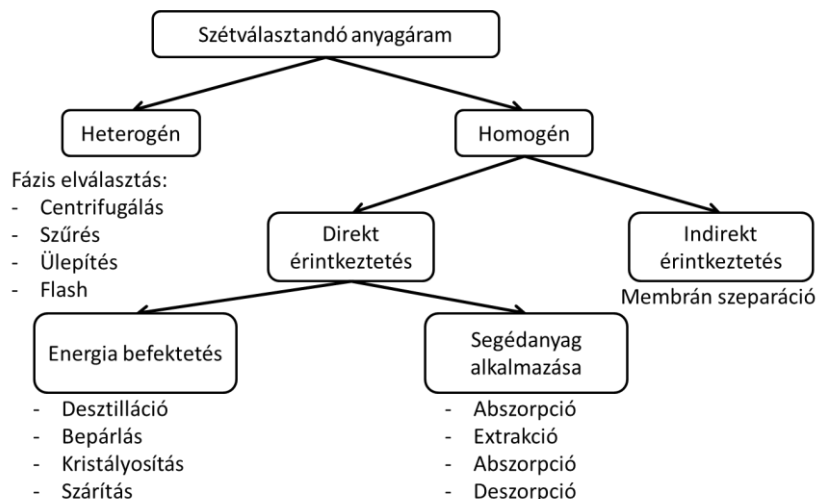 Szétválasztandó anyagáram
Heterogén
Homogén
Fázis elválasztás:
- Centrifugálás
- Szűrés
- Ülepítés
- Flash
Direkt
érintkeztetés
Indirekt
érintkeztetés
Membrán szeparáció
Energia befektetés
Segédanyag
alkalmazása
- Desztilláció
- Bepárlás
- Kristályosítás
- Szárítás
- Abszorpció
- Extrakció
- Abszorpció
- Deszorpció